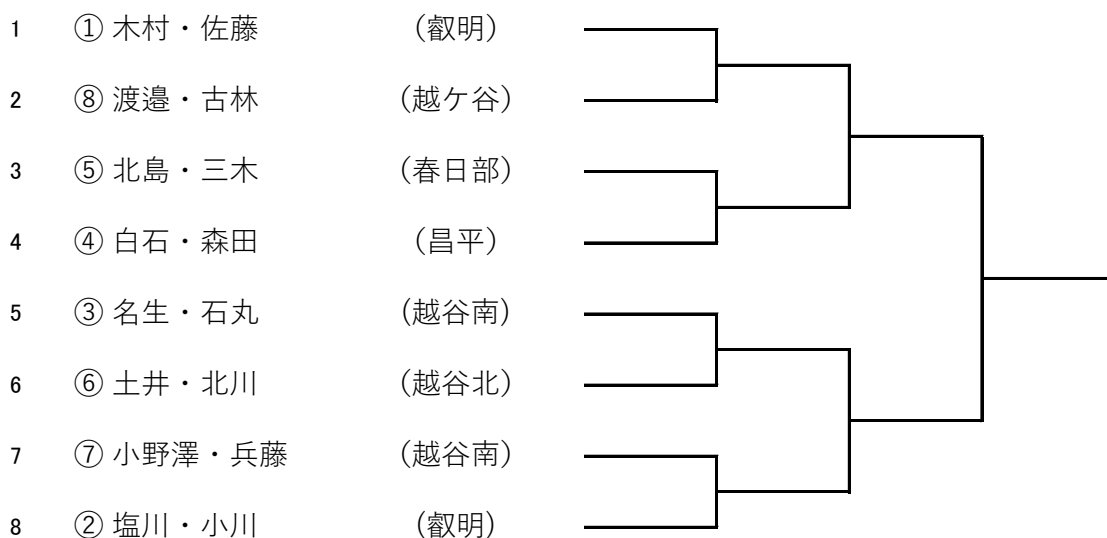 1 ① 木村・佐藤 (叡明)
2 ⑧ 渡邉・古林 (越ケ谷)
3 ⑤ 北島・三木 (春日部)
4 ④ 白石・森田 (昌平)
5 ③ 名生・石丸 (越谷南)
6 ⑥ 土井・北川 (越谷北)
7 ⑦ 小野澤・兵藤 (越谷南)
8 ② 塩川・小川 (叡明)